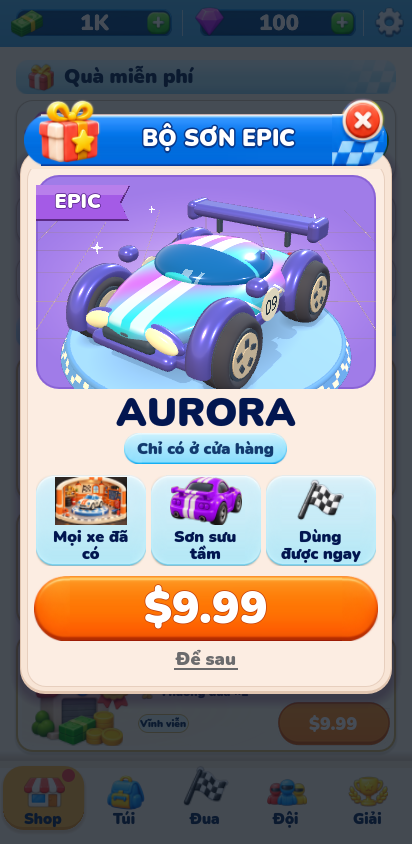 1K
100
Quà miễn phí
BỘ SƠN EPIC
EPIC
09
AURORA
Chỉ có ở cửa hàng
Mọi xe đã
có
Sơn sưu
tầm
Dùng
được ngay
$9.99
Để sau
Vĩnh viễn
$9.99
Shop
Túi
Đua
Đội
Giải